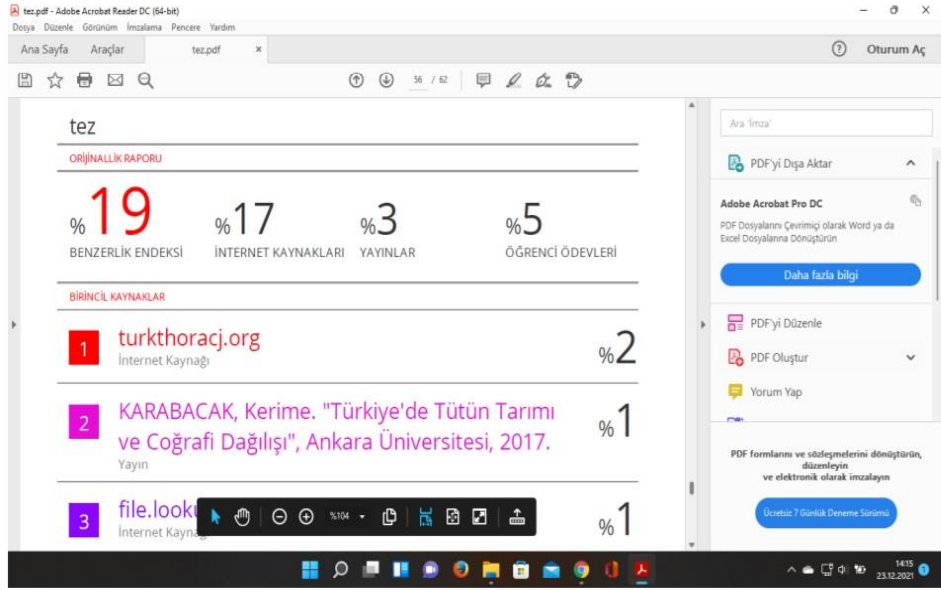 tez.pdf - Adobe Acrobat Reader DC (64-bit)
Dosya Düzenle Görünüm İmzalama Pencere Yardım
Ana Sayfa Araçlar tez.pdf x
Oturum Aç
56 / 62
tez
ORİJİNALLİK RAPORU
%19 %17 %3 %5
BENZERLİK ENDEKSİ İNTERNET KAYNAKLARI YAYINLAR ÖĞRENCİ ÖDEVLERİ
BİRİNCİL KAYNAKLAR
1 turkthoracj.org %2
İnternet Kaynağı
2 KARABACAK, Kerime. "Türkiye'de Tütün Tarımı
ve Coğrafi Dağılışı", Ankara Üniversitesi, 2017. %1
Yayın
3 file.looku %1
İnternet Kayna
%104
Ara 'İmza'
PDF'yi Dışa Aktar
Adobe Acrobat Pro DC
PDF Dosyalarını Çevrimiçi olarak Word ya da
Excel Dosyalarına Dönüştürün
Daha fazla bilgi
PDF'yi Düzenle
PDF Oluştur
Yorum Yap
PDF formlarını ve sözleşmelerini dönüştürün,
düzenleyin
ve elektronik olarak imzalayın
Ücretsiz 7 Günlük Deneme Sürümü
14:15
23.12.2021 1